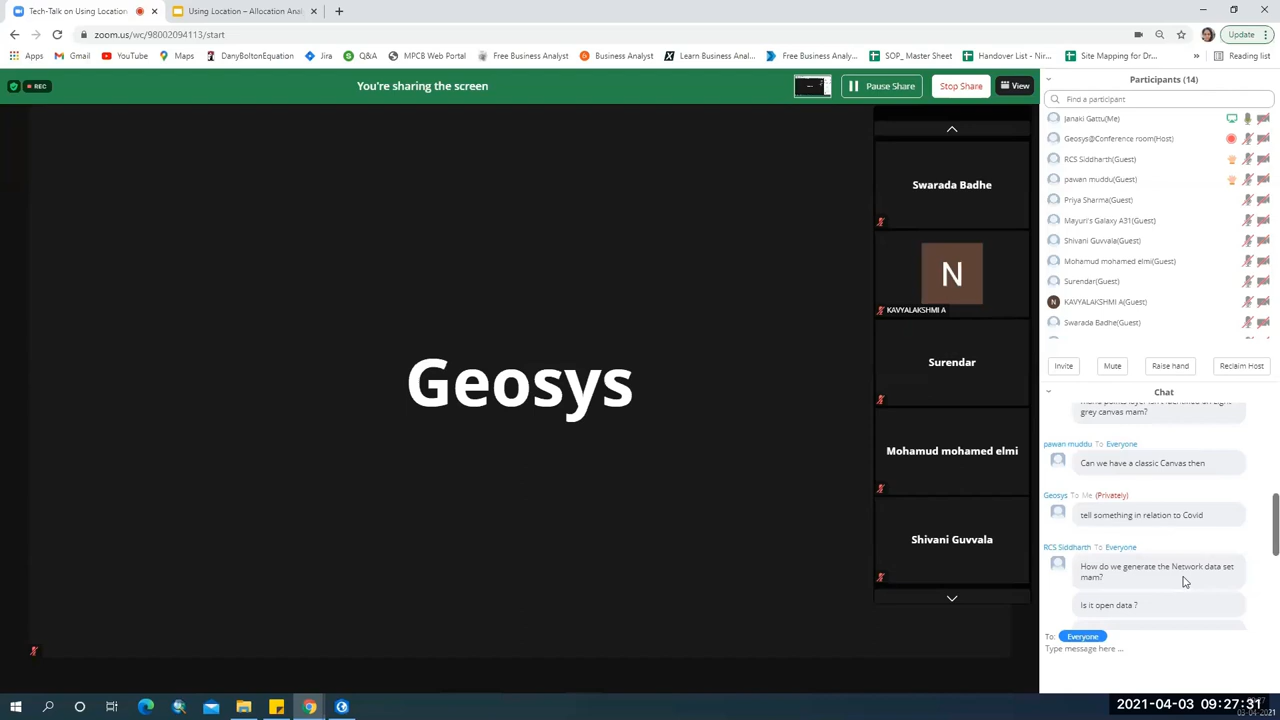 Tech-Talk on Using Location
Using Location – Allocation Anal
zoom.us/wc/98002094113/start
Update
Apps
Gmail
YouTube
Maps
DanyBoltonEquation
Jira
Q&A
MPCB Web Portal
Free Business Analyst
Business Analyst
Learn Business Anal...
Free Business Analy...
SOP_ Master Sheet
Handover List - Nir...
Site Mapping for Dr...
Reading list
REC
You're sharing the screen
Pause Share
Stop Share
View
Participants (14)
Find a participant
Janaki Gattu(Me)
Geosys@Conference room(Host)
RCS Siddharth(Guest)
pawan muddu(Guest)
Priya Sharma(Guest)
Mayuri's Galaxy A31(Guest)
Shivani Guvvala(Guest)
Mohamud mohamed elmi(Guest)
Surendar(Guest)
N KAVYALAKSHMI A(Guest)
Swarada Badhe(Guest)
Invite
Mute
Raise hand
Reclaim Host
Swarada Badhe
N
KAVYALAKSHMI A
Surendar
Mohamud mohamed elmi
Shivani Guvvala
Geosys
Chat
grey canvas mam?
pawan muddu To Everyone
Can we have a classic Canvas then
Geosys To Me (Privately)
tell something in relation to Covid
RCS Siddharth To Everyone
How do we generate the Network data set
mam?
Is it open data ?
To: Everyone
Type message here ...
2021-04-03 09:27:31
03-04-2021